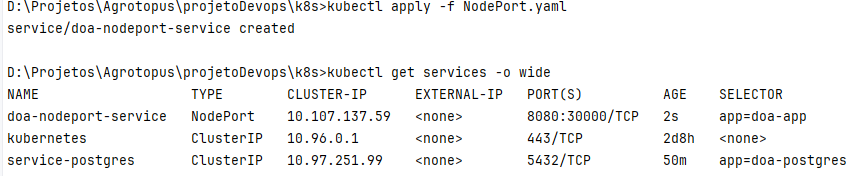 D:\Projetos\Agrotopus\projetoDevops\k8s>kubectl apply -f NodePort.yaml
service/doa-nodeport-service created
D:\Projetos\Agrotopus\projetoDevops\k8s>kubectl get services -o wide
NAME TYPE CLUSTER-IP EXTERNAL-IP PORT(S) AGE SELECTOR
doa-nodeport-service NodePort 10.107.137.59 <none> 8080:30000/TCP 2s app=doa-app
kubernetes ClusterIP 10.96.0.1 <none> 443/TCP 2d8h <none>
service-postgres ClusterIP 10.97.251.99 <none> 5432/TCP 50m app=doa-postgres